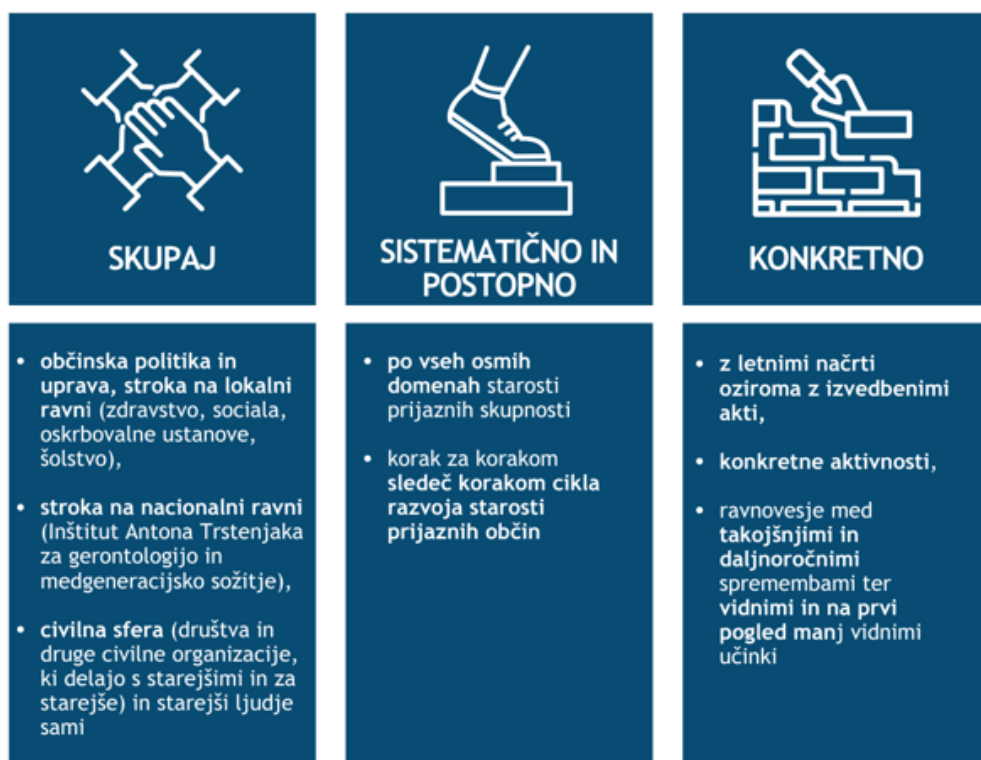 SKUPAJ
• občinska politika in
uprava, stroka na lokalni
ravni (zdravstvo, sociala,
oskrbovalne ustanove,
šolstvo),
• stroka na nacionalni ravni
(Inštitut Antona Trstenjaka
za gerontologijo in
medgeneracijsko sožitje),
• civilna sfera (društva in
druge civilne organizacije,
ki delajo s starejšimi in za
starejše) in starejši ljudje
sami
SISTEMATIČNO IN
POSTOPNO
• po vseh osmih
domenah starosti
prijaznih skupnosti
• korak za korakom
sledeč korakom cikla
razvoja starosti
prijaznih občin
KONKRETNO
• z letnimi načrti
oziroma z izvedbenimi
akti,
• konkretne aktivnosti,
• ravnovesje med
takojšnjimi in
daljnoročnimi
spremembami ter
vidnimi in na prvi
pogled manj vidnimi
učinki